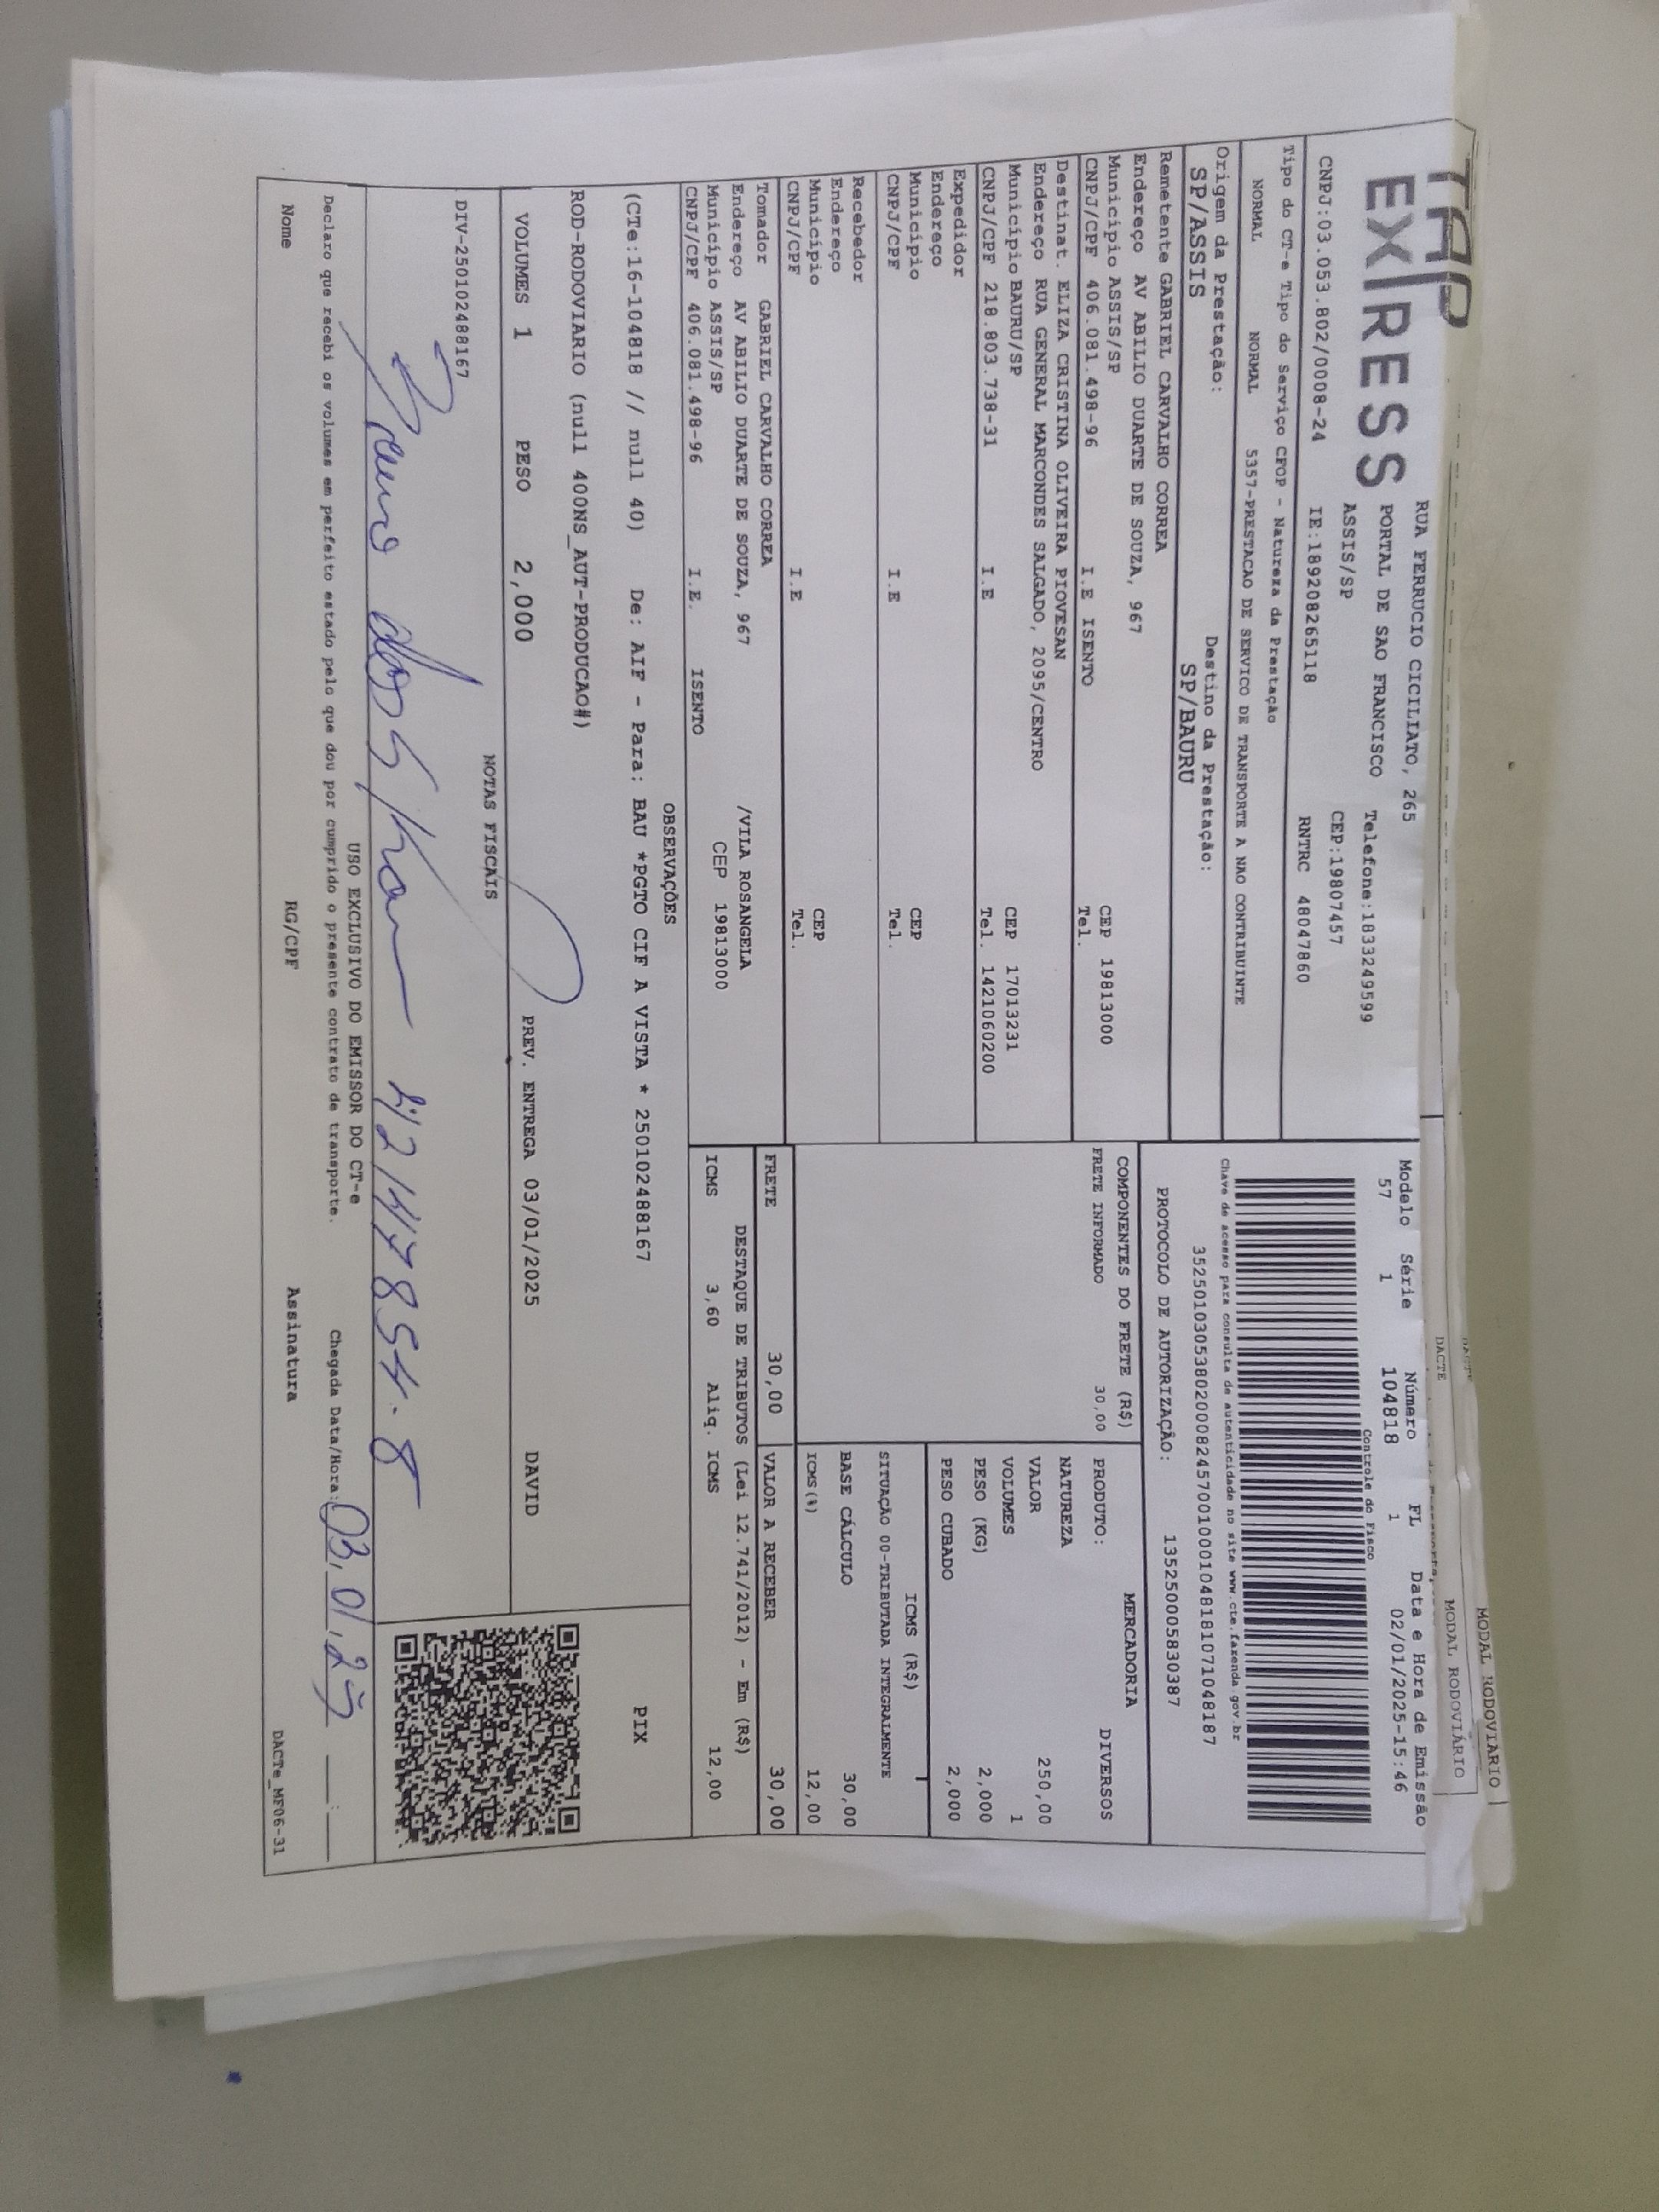 MODAL RODOVIARIO
MODAL RODOVIÁRIO
DACTE
TAP
EXPRESS
RUA FERRUCIO CICILIATO, 265
PORTAL DE SAO FRANCISCO Telefone:1833249599
ASSIS/SP CEP:19807457
CNPJ:03.053.802/0008-24 IE:189208265118 RNTRC 48047860
Modelo Série Número FL Data e Hora de Emissão
57 1 104818 1 02/01/2025-15:46
Controle do Fisco
Tipo do CT-e Tipo do Serviço CFOP - Natureza da Prestação
NORMAL NORMAL 5357-PRESTACAO DE SERVICO DE TRANSPORTE A NAO CONTRIBUINTE
Chave de acesso para consulta de autenticidade no site www.cte.fazenda.gov.br
35250103053802000824570010001048181071048187
PROTOCOLO DE AUTORIZAÇÃO: 135250005830387
Origem da Prestação: Destino da Prestação:
SP/ASSIS SP/BAURU
Remetente GABRIEL CARVALHO CORREA
Endereço AV ABILIO DUARTE DE SOUZA, 967
Município ASSIS/SP CEP 19813000
CNPJ/CPF 406.081.498-96 I.E ISENTO Tel.
Destinat. ELIZA CRISTINA OLIVEIRA PIOVESAN
Endereço RUA GENERAL MARCONDES SALGADO, 2095/CENTRO
Município BAURU/SP CEP 17013231
CNPJ/CPF 218.803.738-31 I.E Tel. 1421060200
Expedidor
Endereço
Município CEP
CNPJ/CPF I.E Tel.
Recebedor
Endereço
Município CEP
CNPJ/CPF I.E Tel.
Tomador GABRIEL CARVALHO CORREA
Endereço AV ABILIO DUARTE DE SOUZA, 967 /VILA ROSANGELA
Município ASSIS/SP CEP 19813000
CNPJ/CPF 406.081.498-96 I.E. ISENTO
COMPONENTES DO FRETE (R$)
FRETE INFORMADO 30,00
MERCADORIA
PRODUTO: DIVERSOS
NATUREZA
VALOR 250,00
VOLUMES 1
PESO (KG) 2,000
PESO CUBADO 2,000
ICMS (R$)
SITUAÇÃO 00-TRIBUTADA INTEGRALMENTE
BASE CÁLCULO 30,00
ICMS(%) 12,00
FRETE 30,00 VALOR A RECEBER 30,00
DESTAQUE DE TRIBUTOS (Lei 12.741/2012) - Em (R$)
ICMS 3,60 Aliq. ICMS 12,00
OBSERVAÇÕES
(CTe:16-104818 // null 40) De: AIF - Para: BAU *PGTO CIF A VISTA * 250102488167
ROD-RODOVIARIO (null 400NS_AUT-PRODUCAO#)
PIX
VOLUMES 1 PESO 2,000 PREV. ENTREGA 03/01/2025 DAVID
NOTAS FISCAIS
DIV-250102488167
USO EXCLUSIVO DO EMISSOR DO CT-e
Declaro que recebi os volumes em perfeito estado pelo que dou por cumprido o presente contrato de transporte. Chegada Data/Hora: 03,01,25 __:__
Nome RG/CPF Assinatura DACTe_MF06-31